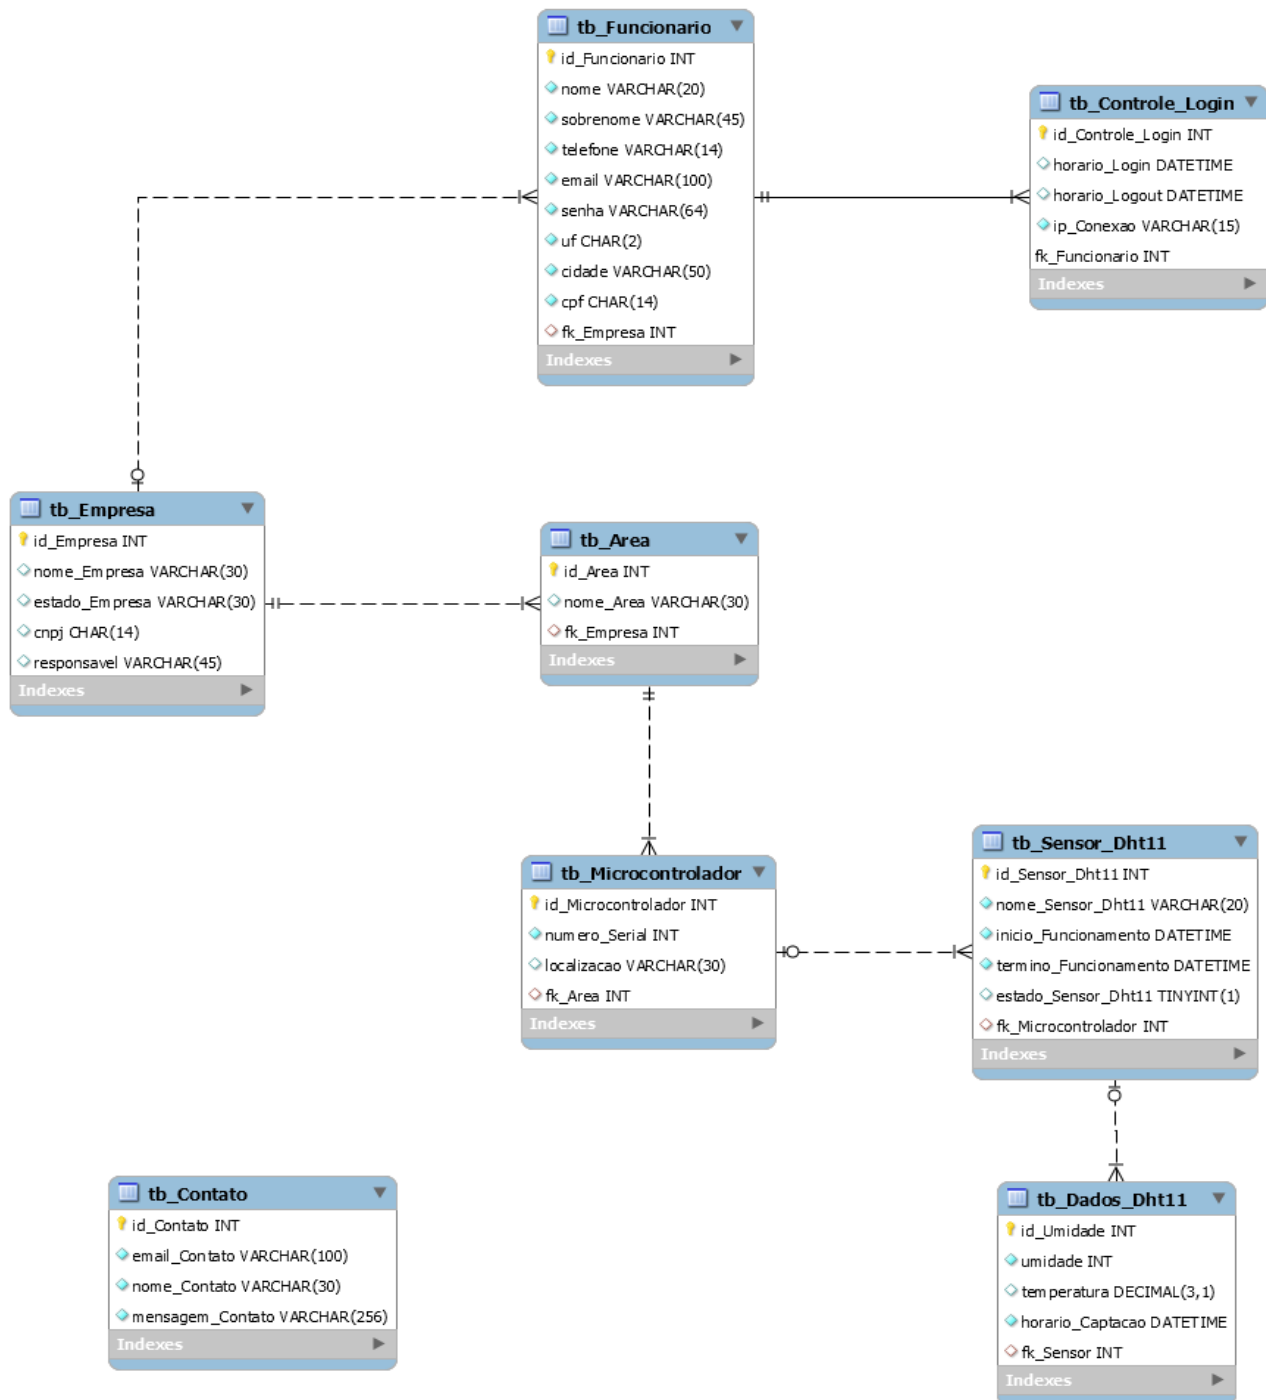 tb_Funcionario
id_Funcionario INT
nome VARCHAR(20)
sobrenome VARCHAR(45)
telefone VARCHAR(14)
email VARCHAR(100)
senha VARCHAR(64)
uf CHAR(2)
cidade VARCHAR(50)
cpf CHAR(14)
fk_Empresa INT
Indexes
tb_Controle_Login
id_Controle_Login INT
horario_Login DATETIME
horario_Logout DATETIME
ip_Conexao VARCHAR(15)
fk_Funcionario INT
Indexes
tb_Empresa
id_Empresa INT
nome_Empresa VARCHAR(30)
estado_Empresa VARCHAR(30)
cnpj CHAR(14)
responsavel VARCHAR(45)
Indexes
tb_Area
id_Area INT
nome_Area VARCHAR(30)
fk_Empresa INT
Indexes
tb_Microcontrolador
id_Microcontrolador INT
numero_Serial INT
localizacao VARCHAR(30)
fk_Area INT
Indexes
tb_Sensor_Dht11
id_Sensor_Dht11 INT
nome_Sensor_Dht11 VARCHAR(20)
inicio_Funcionamento DATETIME
termino_Funcionamento DATETIME
estado_Sensor_Dht11 TINYINT(1)
fk_Microcontrolador INT
Indexes
tb_Contato
id_Contato INT
email_Contato VARCHAR(100)
nome_Contato VARCHAR(30)
mensagem_Contato VARCHAR(256)
Indexes
tb_Dados_Dht11
id_Umidade INT
umidade INT
temperatura DECIMAL(3,1)
horario_Captacao DATETIME
fk_Sensor INT
Indexes